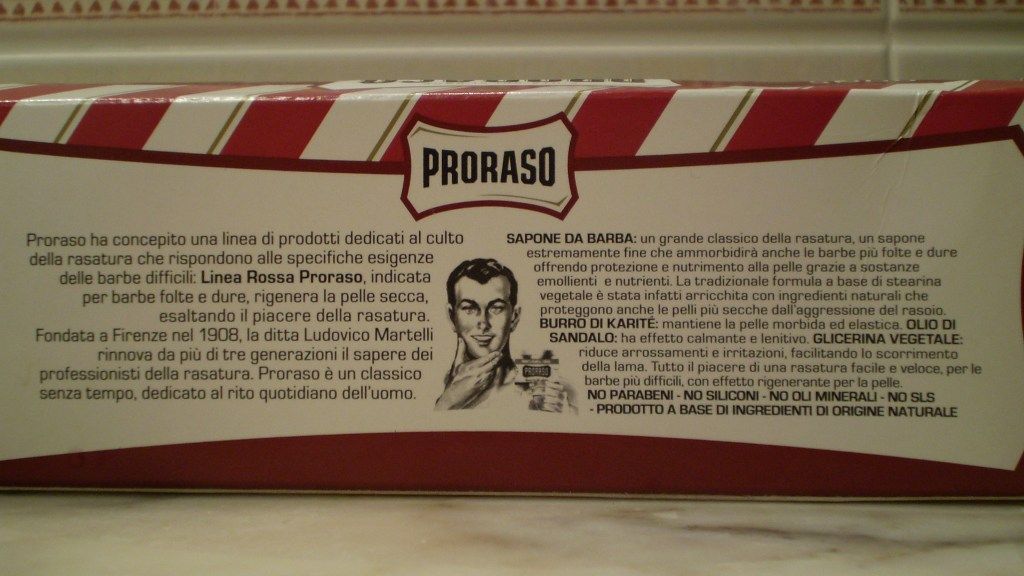 PRORASO
Proraso ha concepito una linea di prodotti dedicati al culto
della rasatura che rispondono alle specifiche esigenze
delle barbe difficili: Linea Rossa Proraso, indicata
per barbe folte e dure, rigenera la pelle secca,
esaltando il piacere della rasatura.
Fondata a Firenze nel 1908, la ditta Ludovico Martelli
rinnova da più di tre generazioni il sapere dei
professionisti della rasatura. Proraso è un classico
senza tempo, dedicato al rito quotidiano dell'uomo.
PRORASO
SAPONE DA BARBA: un grande classico della rasatura, un sapone
estremamente fine che ammorbidirà anche le barbe più folte e dure
offrendo protezione e nutrimento alla pelle grazie a sostanze
emollienti e nutrienti. La tradizionale formula a base di stearina
vegetale è stata infatti arricchita con ingredienti naturali che
proteggono anche le pelli più secche dall'aggressione del rasoio.
BURRO DI KARITÉ: mantiene la pelle morbida ed elastica. OLIO DI
SANDALO: ha effetto calmante e lenitivo. GLICERINA VEGETALE:
riduce arrossamenti e irritazioni, facilitando lo scorrimento
della lama. Tutto il piacere di una rasatura facile e veloce, per le
barbe più difficili, con effetto rigenerante per la pelle.
NO PARABENI - NO SILICONI - NO OLI MINERALI - NO SLS
- PRODOTTO A BASE DI INGREDIENTI DI ORIGINE NATURALE